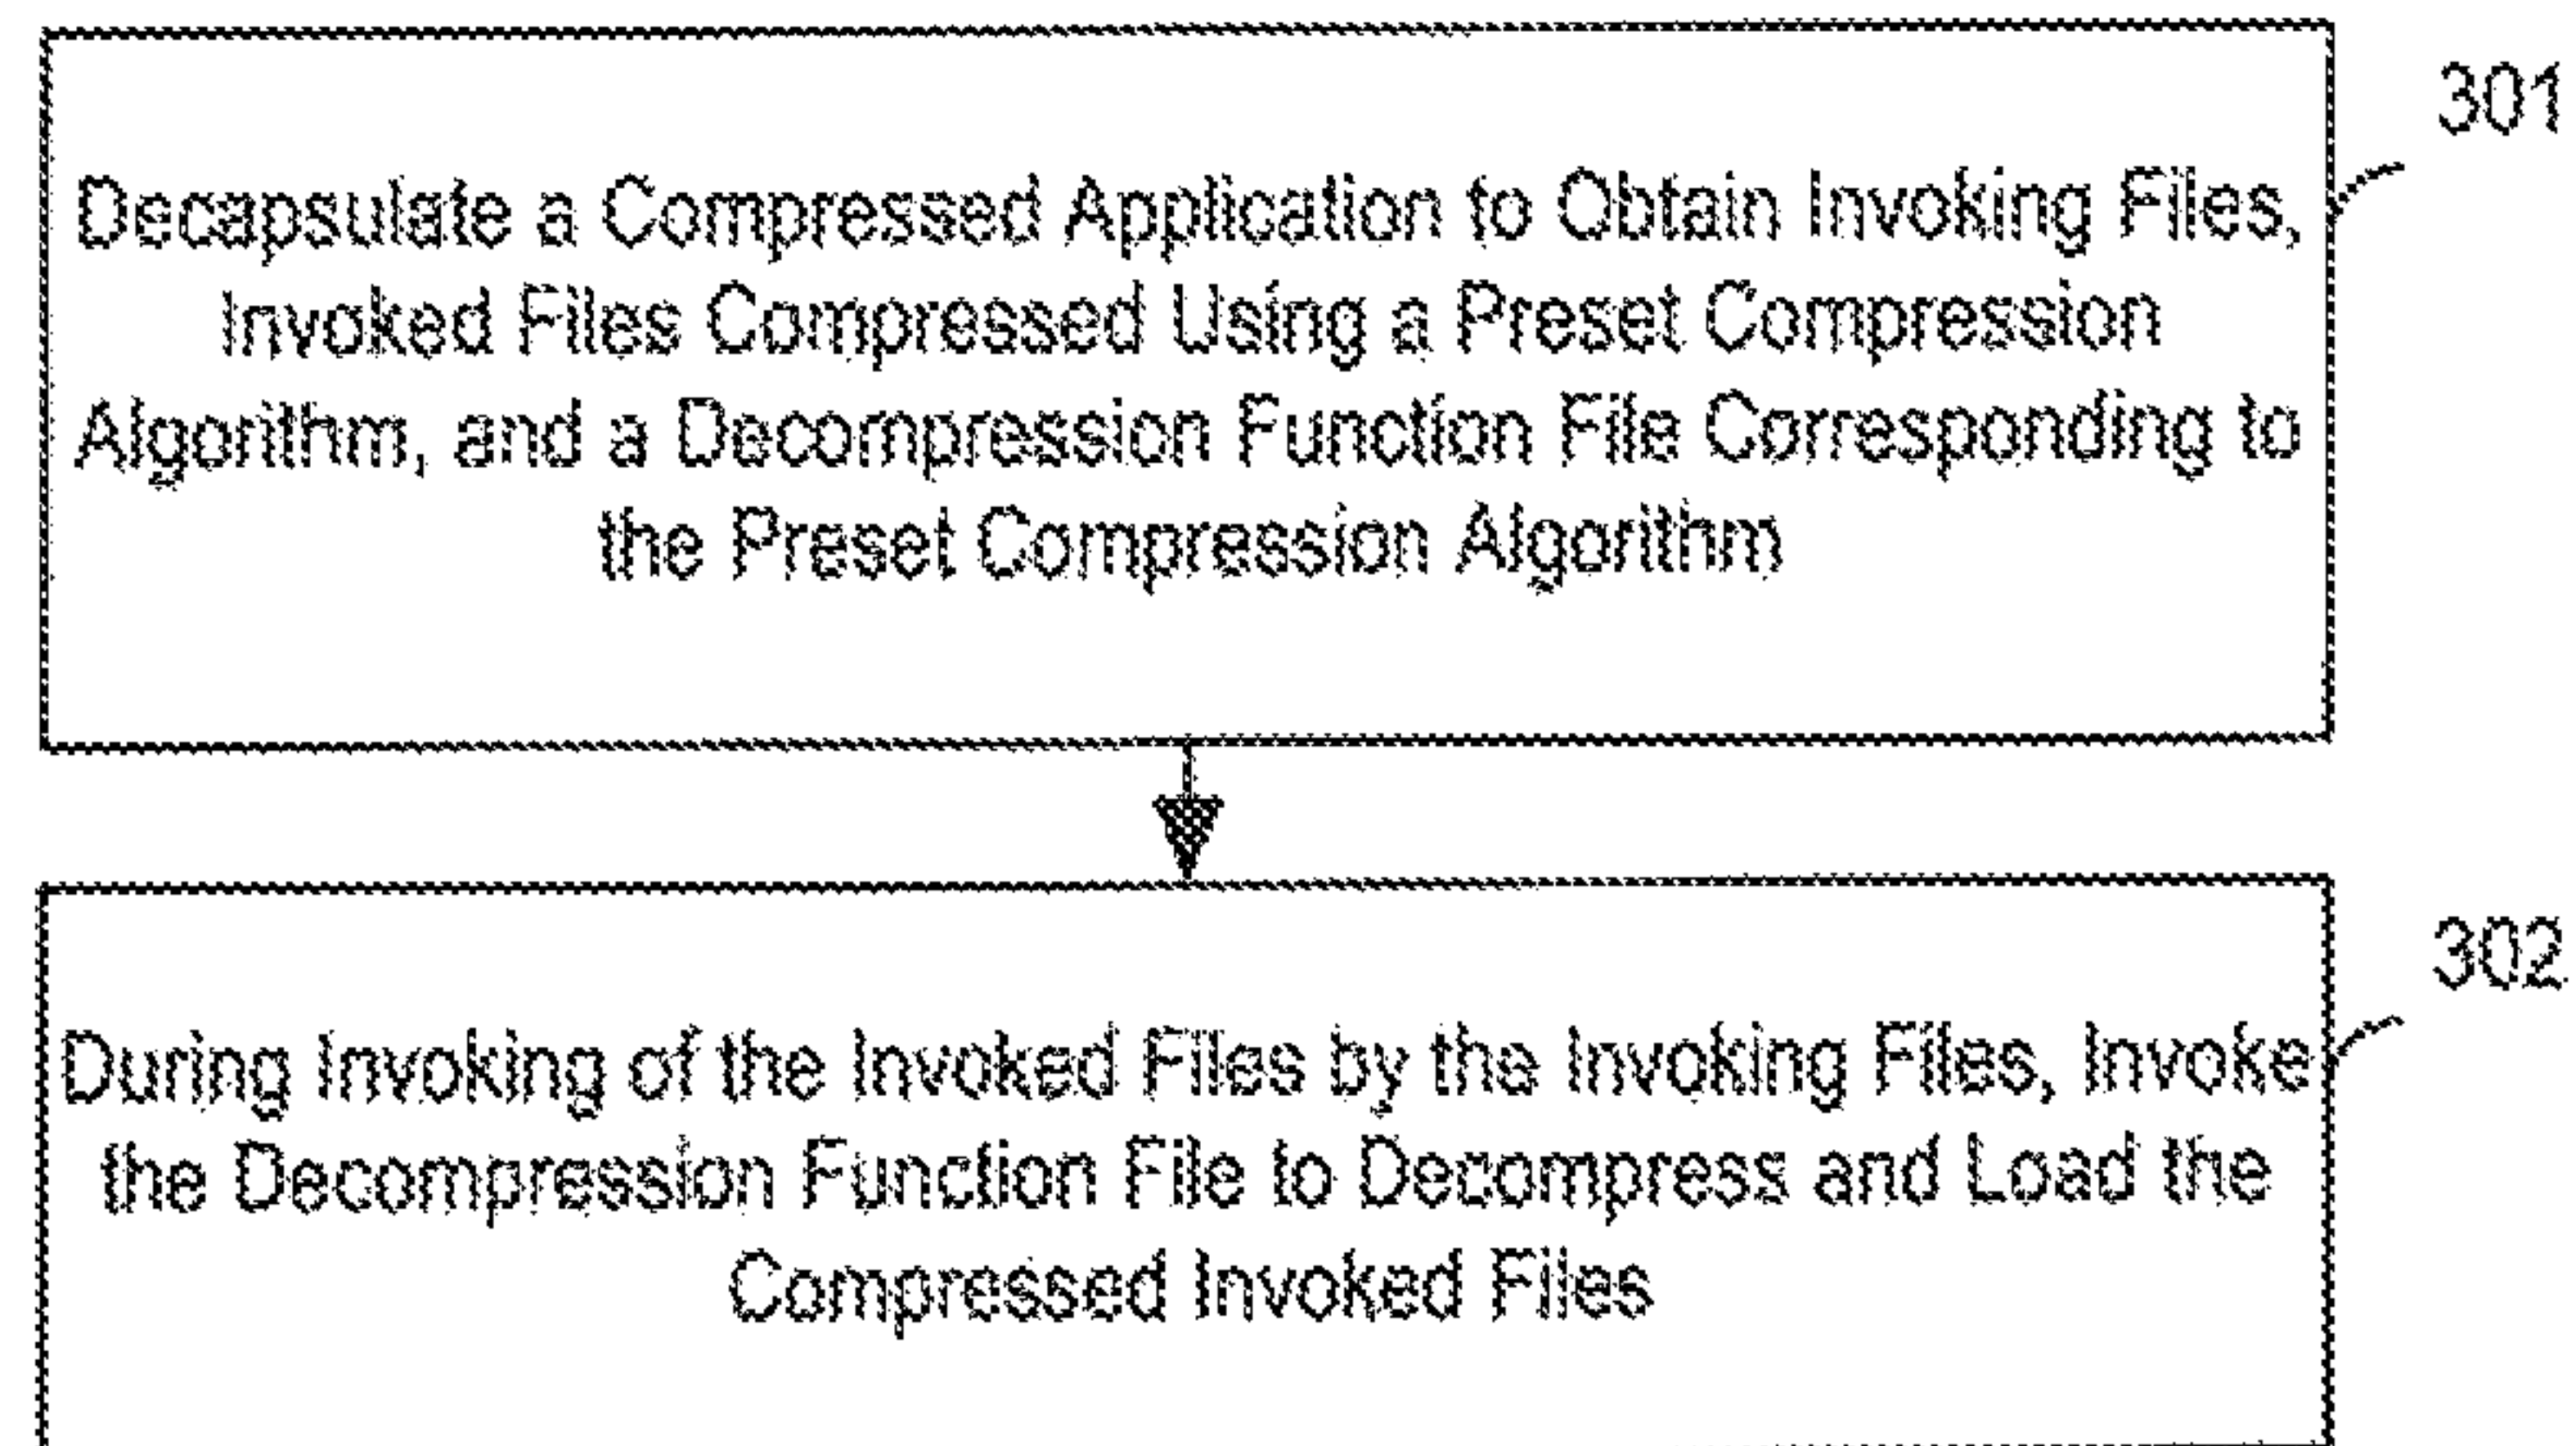 301
Decapsulate a Compressed Application to Obtain Invoking Files,
Invoked Files Compressed Using a Preset Compression
Algorithm, and a Decompression Function File Corresponding to
the Preset Compression Algorithm
302
During Invoking of the Invoked Files by the Invoking Files, Invoke
the Decompression Function File to Decompress and Load the
Compressed Invoked Files